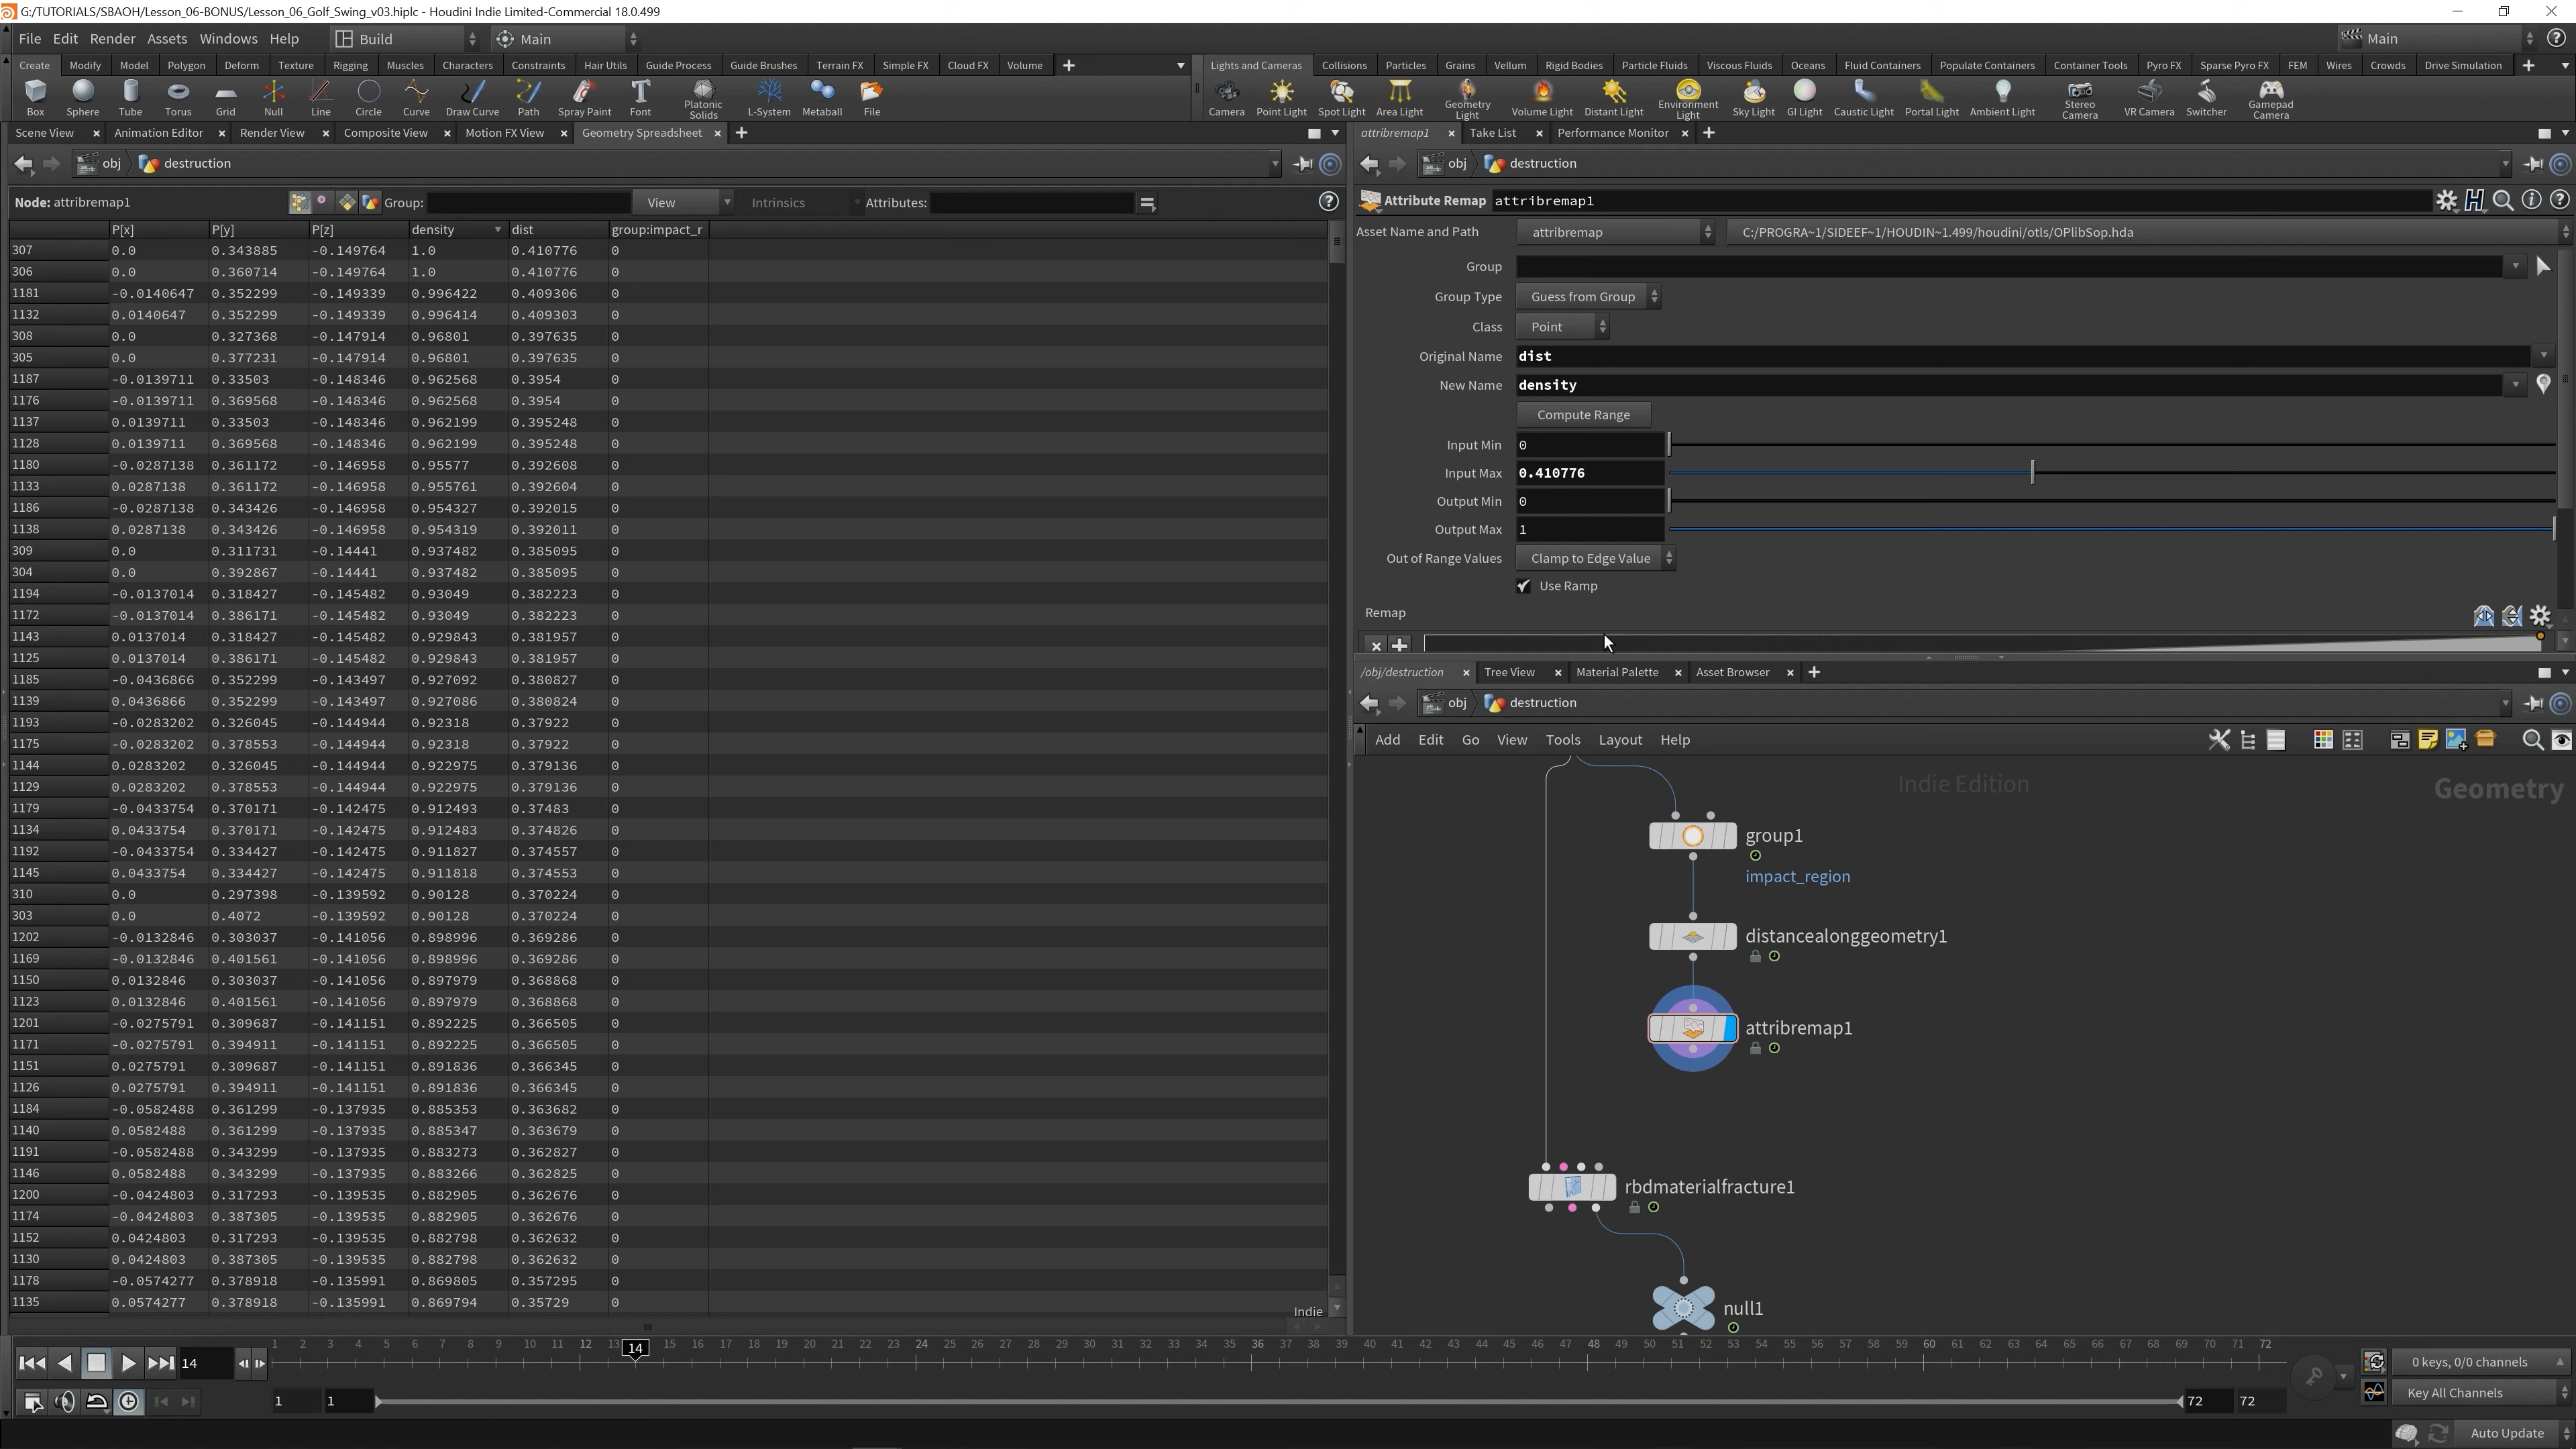 G:/TUTORIALS/SBAOH/Lesson_06-BONUS/Lesson_06_Golf_Swing_v03.hiplc - Houdini Indie Limited-Commercial 18.0.499
File Edit Render Assets Windows Help Build Main Main
Create Modify Model Polygon Deform Texture Rigging Muscles Characters Constraints Hair Utils Guide Process Guide Brushes Terrain FX Simple FX Cloud FX Volume
Lights and Cameras Collisions Particles Grains Vellum Rigid Bodies Particle Fluids Viscous Fluids Oceans Fluid Containers Populate Containers Container Tools Pyro FX Sparse Pyro FX FEM Wires Crowds Drive Simulation
Box Sphere Tube Torus Grid Null Line Circle Curve Draw Curve Path Spray Paint Font Platonic Solids L-System Metaball File
Camera Point Light Spot Light Area Light Geometry Light Volume Light Distant Light Environment Light Sky Light GI Light Caustic Light Portal Light Ambient Light Stereo Camera VR Camera Switcher Gamepad Camera
Scene View Animation Editor Render View Composite View Motion FX View Geometry Spreadsheet
obj destruction
Node: attribremap1 Group: View Intrinsics Attributes:
P[x] P[y] P[z] density dist group:impact_r
307 0.0 0.343885 -0.149764 1.0 0.410776 0
306 0.0 0.360714 -0.149764 1.0 0.410776 0
1181 -0.0140647 0.352299 -0.149339 0.996422 0.409306 0
1132 0.0140647 0.352299 -0.149339 0.996414 0.409303 0
308 0.0 0.327368 -0.147914 0.96801 0.397635 0
305 0.0 0.377231 -0.147914 0.96801 0.397635 0
1187 -0.0139711 0.33503 -0.148346 0.962568 0.3954 0
1176 -0.0139711 0.369568 -0.148346 0.962568 0.3954 0
1137 0.0139711 0.33503 -0.148346 0.962199 0.395248 0
1128 0.0139711 0.369568 -0.148346 0.962199 0.395248 0
1180 -0.0287138 0.361172 -0.146958 0.95577 0.392608 0
1133 0.0287138 0.361172 -0.146958 0.955761 0.392604 0
1186 -0.0287138 0.343426 -0.146958 0.954327 0.392015 0
1138 0.0287138 0.343426 -0.146958 0.954319 0.392011 0
309 0.0 0.311731 -0.14441 0.937482 0.385095 0
304 0.0 0.392867 -0.14441 0.937482 0.385095 0
1194 -0.0137014 0.318427 -0.145482 0.93049 0.382223 0
1172 -0.0137014 0.386171 -0.145482 0.93049 0.382223 0
1143 0.0137014 0.318427 -0.145482 0.929843 0.381957 0
1125 0.0137014 0.386171 -0.145482 0.929843 0.381957 0
1185 -0.0436866 0.352299 -0.143497 0.927092 0.380827 0
1139 0.0436866 0.352299 -0.143497 0.927086 0.380824 0
1193 -0.0283202 0.326045 -0.144944 0.92318 0.37922 0
1175 -0.0283202 0.378553 -0.144944 0.92318 0.37922 0
1144 0.0283202 0.326045 -0.144944 0.922975 0.379136 0
1129 0.0283202 0.378553 -0.144944 0.922975 0.379136 0
1179 -0.0433754 0.370171 -0.142475 0.912493 0.37483 0
1134 0.0433754 0.370171 -0.142475 0.912483 0.374826 0
1192 -0.0433754 0.334427 -0.142475 0.911827 0.374557 0
1145 0.0433754 0.334427 -0.142475 0.911818 0.374553 0
310 0.0 0.297398 -0.139592 0.90128 0.370224 0
303 0.0 0.4072 -0.139592 0.90128 0.370224 0
1202 -0.0132846 0.303037 -0.141056 0.898996 0.369286 0
1169 -0.0132846 0.401561 -0.141056 0.898996 0.369286 0
1150 0.0132846 0.303037 -0.141056 0.897979 0.368868 0
1123 0.0132846 0.401561 -0.141056 0.897979 0.368868 0
1201 -0.0275791 0.309687 -0.141151 0.892225 0.366505 0
1171 -0.0275791 0.394911 -0.141151 0.892225 0.366505 0
1151 0.0275791 0.309687 -0.141151 0.891836 0.366345 0
1126 0.0275791 0.394911 -0.141151 0.891836 0.366345 0
1184 -0.0582488 0.361299 -0.137935 0.885353 0.363682 0
1140 0.0582488 0.361299 -0.137935 0.885347 0.363679 0
1191 -0.0582488 0.343299 -0.137935 0.883273 0.362827 0
1146 0.0582488 0.343299 -0.137935 0.883266 0.362825 0
1200 -0.0424803 0.317293 -0.139535 0.882905 0.362676 0
1174 -0.0424803 0.387305 -0.139535 0.882905 0.362676 0
1152 0.0424803 0.317293 -0.139535 0.882798 0.362632 0
1130 0.0424803 0.387305 -0.139535 0.882798 0.362632 0
1178 -0.0574277 0.378918 -0.135991 0.869805 0.357295 0
1135 0.0574277 0.378918 -0.135991 0.869794 0.35729 0
Indie
attribremap1 Take List Performance Monitor
obj destruction
Attribute Remap attribremap1
Asset Name and Path attribremap C:/PROGRA~1/SIDEEF~1/HOUDIN~1.499/houdini/otls/OPlibSop.hda
Group
Group Type Guess from Group
Class Point
Original Name dist
New Name density
Compute Range
Input Min 0
Input Max 0.410776
Output Min 0
Output Max 1
Out of Range Values Clamp to Edge Value
Use Ramp
Remap
/obj/destruction Tree View Material Palette Asset Browser
obj destruction
Add Edit Go View Tools Layout Help
Indie Edition
Geometry
group1
impact_region
distancealonggeometry1
attribremap1
rbdmaterialfracture1
null1
1 2 3 4 5 6 7 8 9 10 11 12 13 14 15 16 17 18 19 20 21 22 23 24 25 26 27 28 29 30 31 32 33 34 35 36 37 38 39 40 41 42 43 44 45 46 47 48 49 50 51 52 53 54 55 56 57 58 59 60 61 62 63 64 65 66 67 68 69 70 71 72
14
0 keys, 0/0 channels
1 1 72 72
Key All Channels
Auto Update